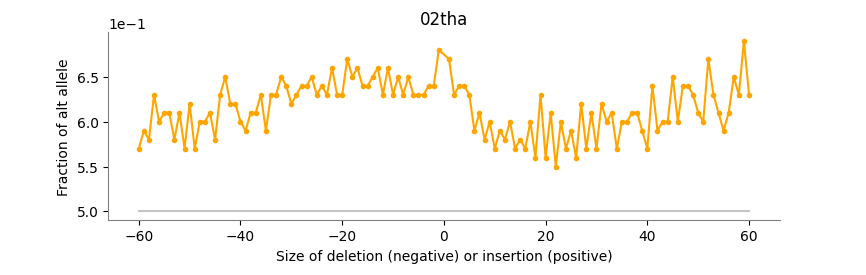 02tha
1e−1
Fraction of alt allele
6.5
6.0
5.5
5.0
−60 −40 −20 0 20 40 60
Size of deletion (negative) or insertion (positive)